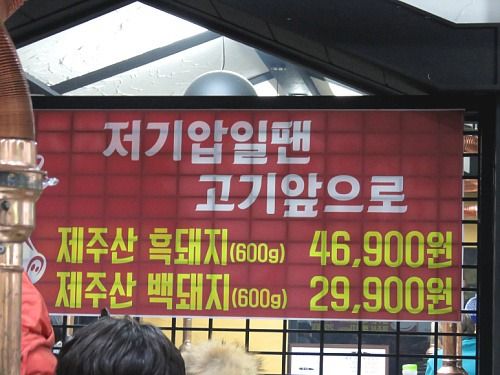 저기압일땐
고기앞으로
제주산 흑돼지(600g) 46,900원
제주산 백돼지(600g) 29,900원